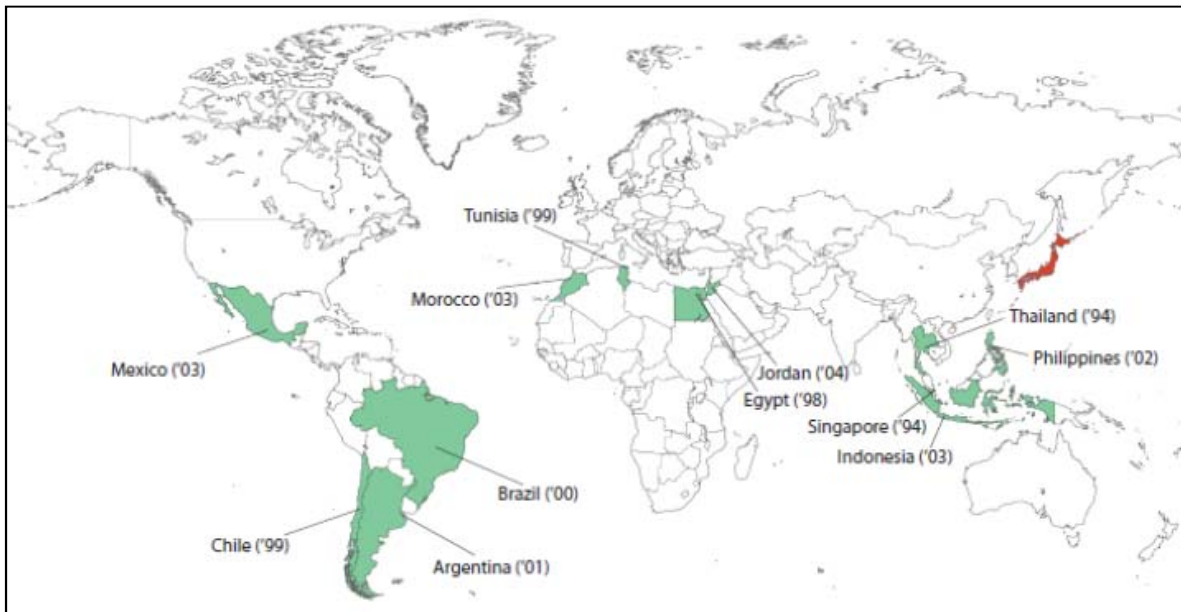 Tunisia ('99)
Morocco ('03)
Thailand ('94)
Philippines ('02)
Mexico ('03)
Jordan ('04)
Egypt ('98)
Singapore ('94)
Indonesia ('03)
Brazil ('00)
Chile ('99)
Argentina ('01)